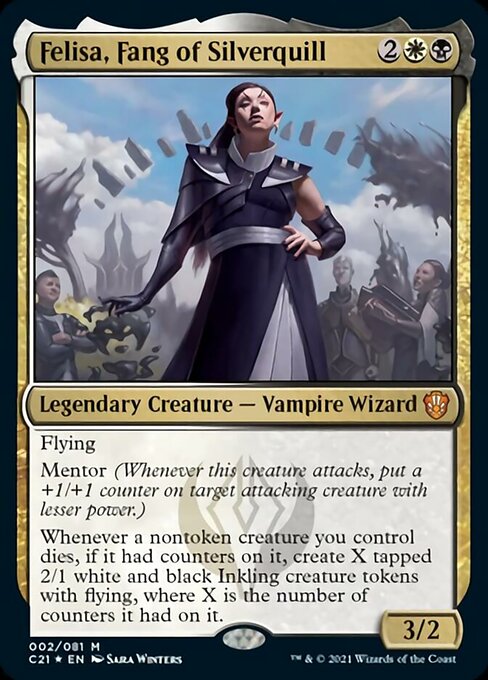 Felisa, Fang of Silverquill 2
Legendary Creature — Vampire Wizard
Flying
Mentor (Whenever this creature attacks, put a
+1/+1 counter on target attacking creature with
lesser power.)
Whenever a nontoken creature you control
dies, if it had counters on it, create X tapped
2/1 white and black Inkling creature tokens
with flying, where X is the number of
counters it had on it.
3/2
002/081 M
C21 ★ EN Sara Winters
™ & © 2021 Wizards of the Coast